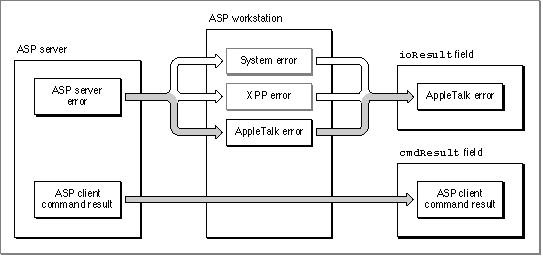 ASP workstation
ASP server
System error
ioResult field
ASP server
error
XPP error
AppleTalk error
AppleTalk error
cmdResult field
ASP client
command result
ASP client
command result